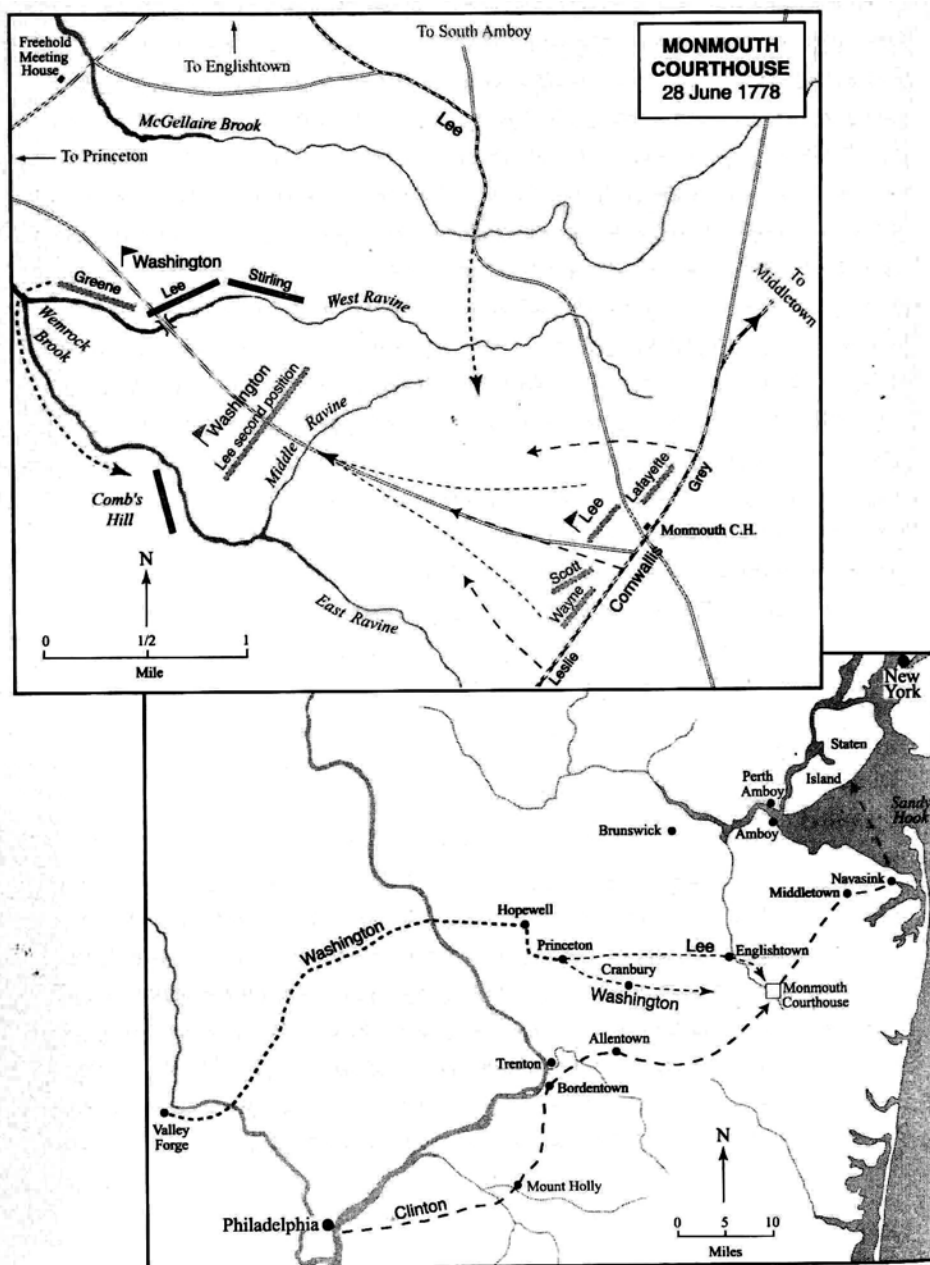 MONMOUTH
COURTHOUSE
28 June 1778
Freehold
Meeting
House
To Englishtown
To South Amboy
McGellaire Brook
Lee
To Princeton
Washington
Greene
Lee
Stirling
West Ravine
To
Middletown
Wemrock
Brook
Washington
Lee second position
Middle Ravine
Comb's
Hill
Lee
Lafayette
Grey
Monmouth C.H.
Scott
Wayne
Cornwallis
Leslie
East Ravine
N
0 1/2 1
Mile
New
York
Staten
Island
Perth
Amboy
Amboy
Sandy
Hook
Brunswick
Navasink
Middletown
Hopewell
Washington
Princeton
Lee
Englishtown
Cranbury
Washington
Monmouth
Courthouse
Allentown
Trenton
Bordentown
Valley
Forge
Mount Holly
Clinton
Philadelphia
N
0 5 10
Miles